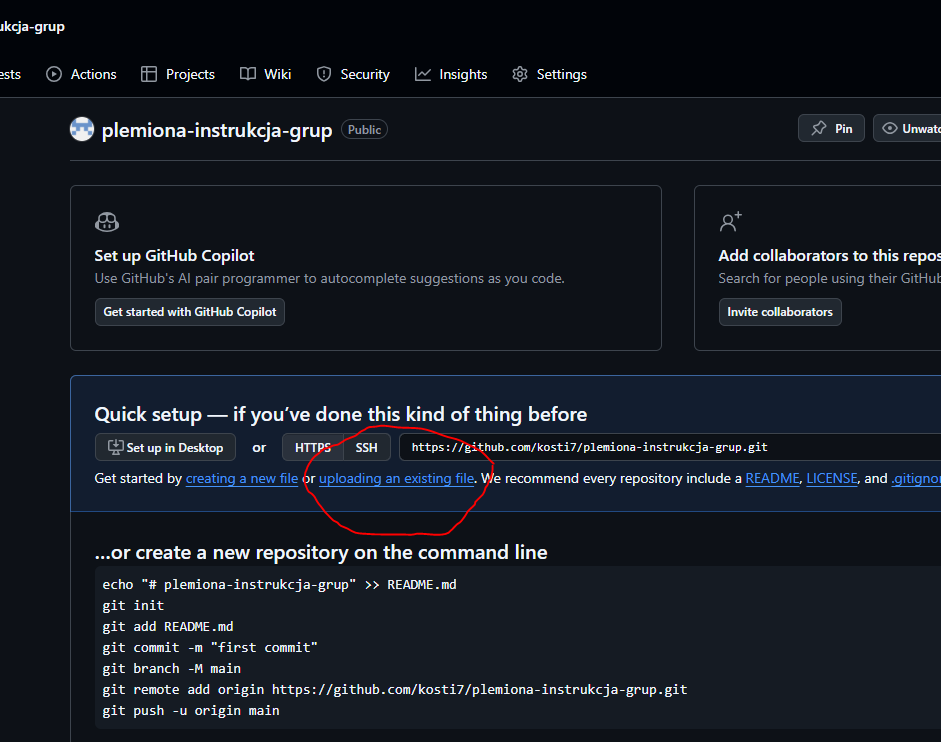 ukcja-grup
ests Actions Projects Wiki Security Insights Settings
plemiona-instrukcja-grup Public Pin Unwatc
Set up GitHub Copilot
Use GitHub's AI pair programmer to autocomplete suggestions as you code.
Get started with GitHub Copilot
Add collaborators to this repos
Search for people using their GitHub
Invite collaborators
Quick setup — if you've done this kind of thing before
Set up in Desktop or HTTPS SSH https://github.com/kosti7/plemiona-instrukcja-grup.git
Get started by creating a new file or uploading an existing file. We recommend every repository include a README, LICENSE, and .gitignor
...or create a new repository on the command line
echo "# plemiona-instrukcja-grup" >> README.md
git init
git add README.md
git commit -m "first commit"
git branch -M main
git remote add origin https://github.com/kosti7/plemiona-instrukcja-grup.git
git push -u origin main